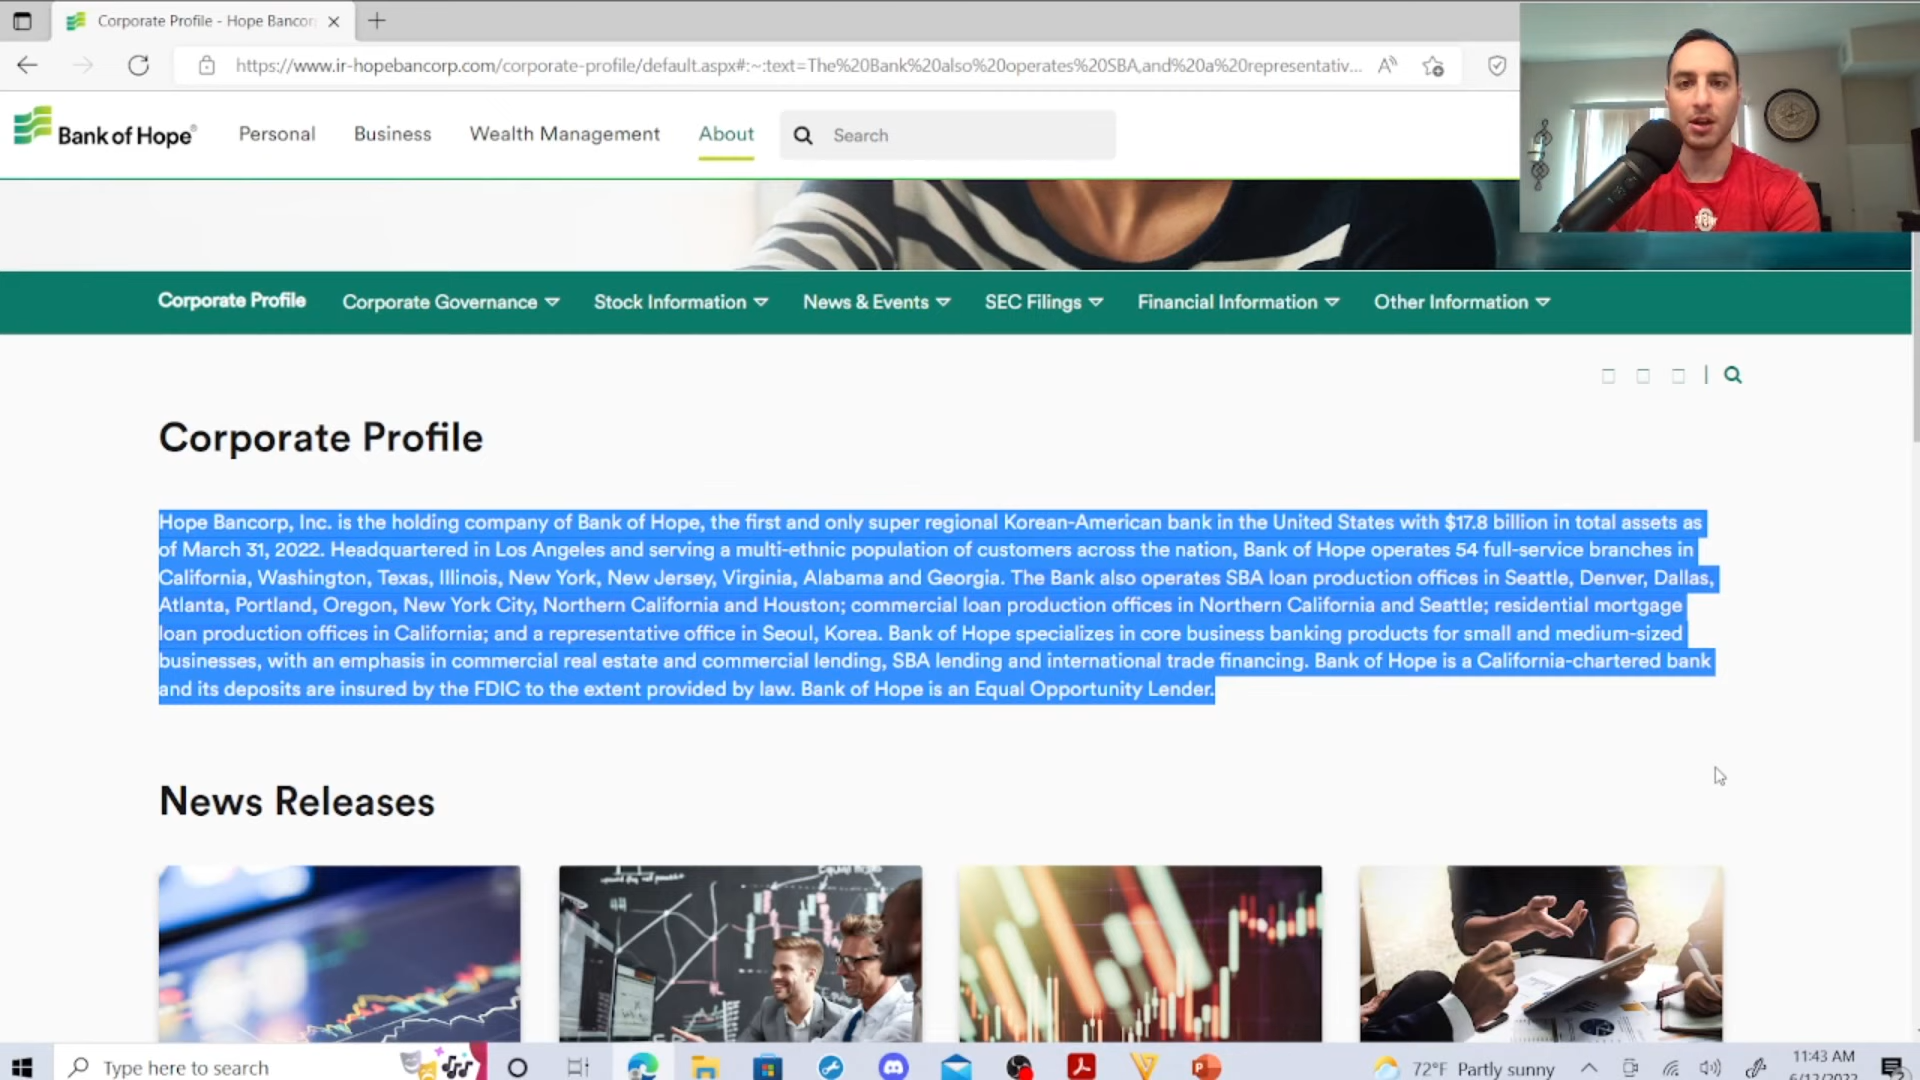 Corporate Profile - Hope Bancor
https://www.ir-hopebancorp.com/corporate-profile/default.aspx#:~:text=The%20Bank%20also%20operates%20SBA,and%20a%20representativ...
Bank of Hope®
Personal
Business
Wealth Management
About
Search
Corporate Profile
Corporate Governance
Stock Information
News & Events
SEC Filings
Financial Information
Other Information
Corporate Profile
Hope Bancorp, Inc. is the holding company of Bank of Hope, the first and only super regional Korean-American bank in the United States with $17.8 billion in total assets as
of March 31, 2022. Headquartered in Los Angeles and serving a multi-ethnic population of customers across the nation, Bank of Hope operates 54 full-service branches in
California, Washington, Texas, Illinois, New York, New Jersey, Virginia, Alabama and Georgia. The Bank also operates SBA loan production offices in Seattle, Denver, Dallas,
Atlanta, Portland, Oregon, New York City, Northern California and Houston; commercial loan production offices in Northern California and Seattle; residential mortgage
loan production offices in California; and a representative office in Seoul, Korea. Bank of Hope specializes in core business banking products for small and medium-sized
businesses, with an emphasis in commercial real estate and commercial lending, SBA lending and international trade financing. Bank of Hope is a California-chartered bank
and its deposits are insured by the FDIC to the extent provided by law. Bank of Hope is an Equal Opportunity Lender.
News Releases
Type here to search
72°F Partly sunny
11:43 AM